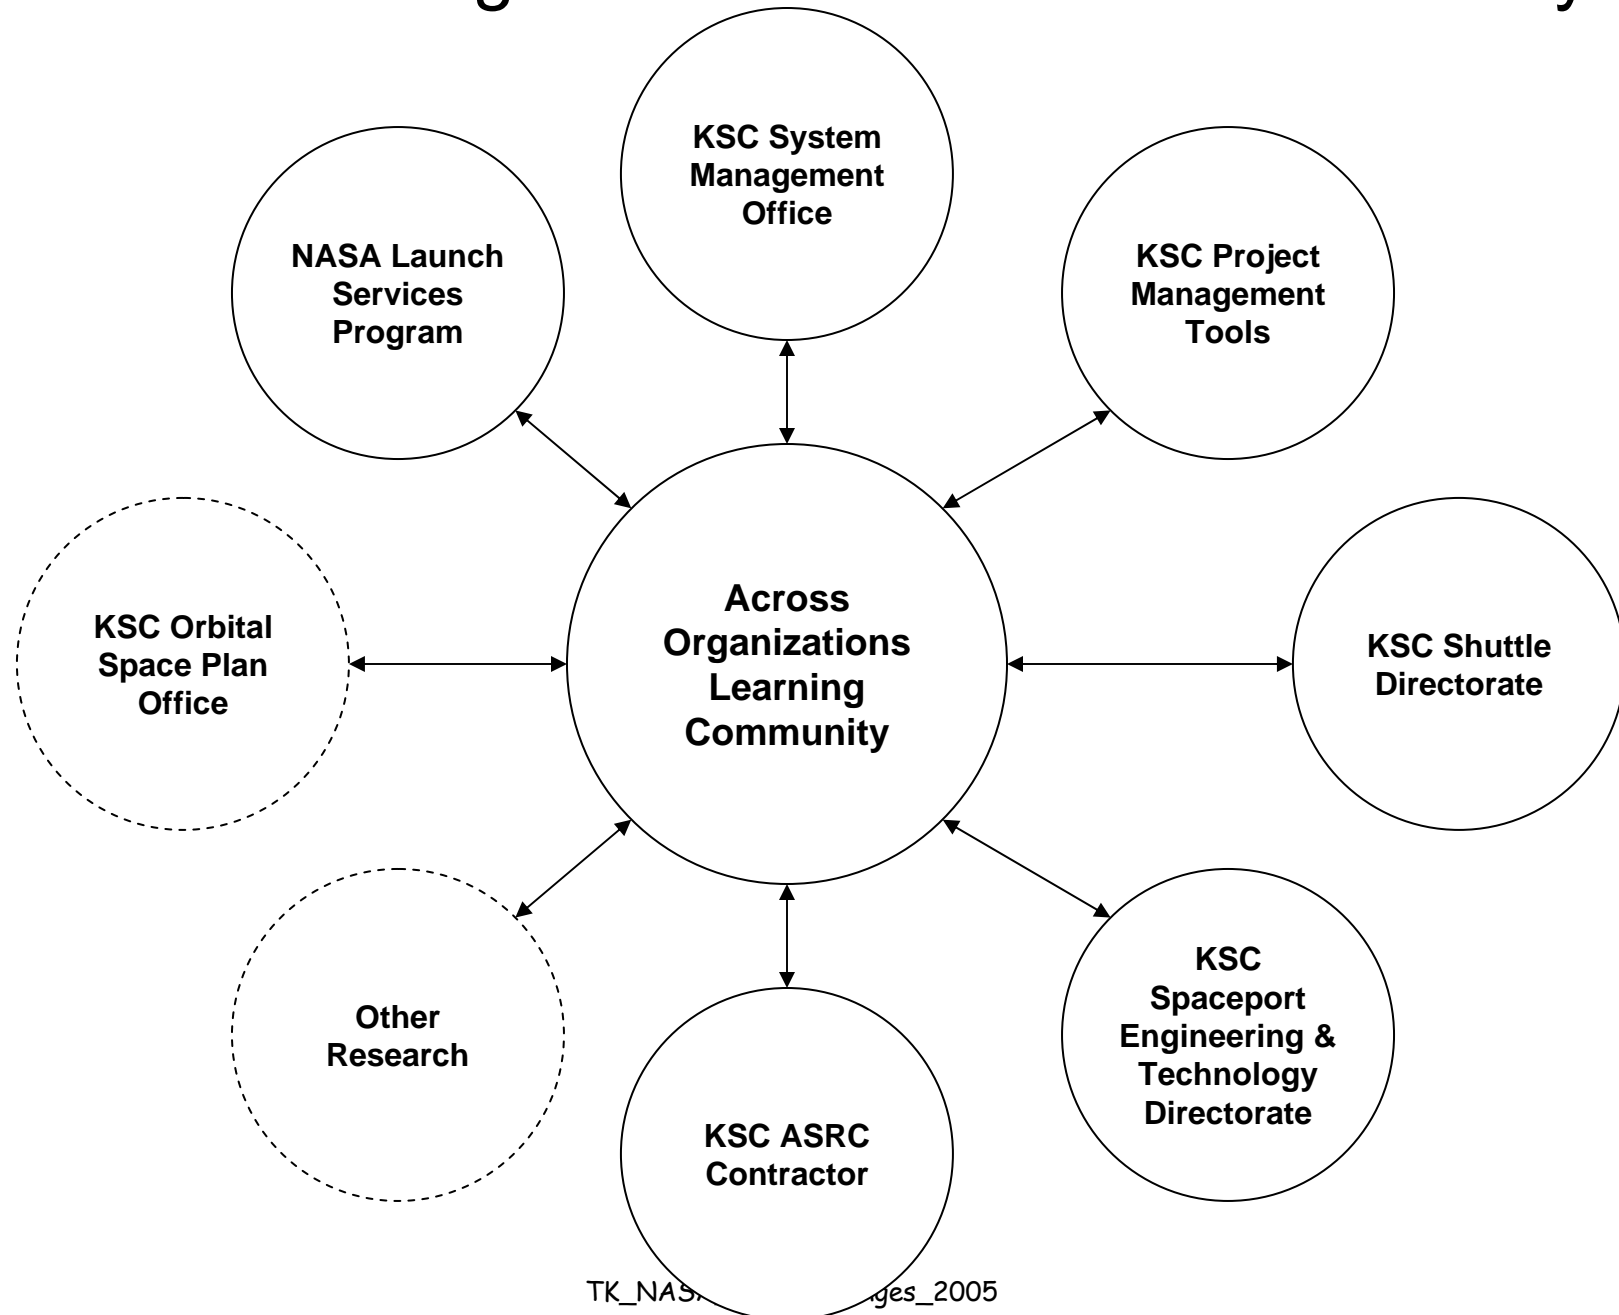 KSC System
Management
Office
NASA Launch
Services
Program
KSC Project
Management
Tools
KSC Orbital
Space Plan
Office
Across
Organizations
Learning
Community
KSC Shuttle
Directorate
Other
Research
KSC ASRC
Contractor
KSC
Spaceport
Engineering &
Technology
Directorate